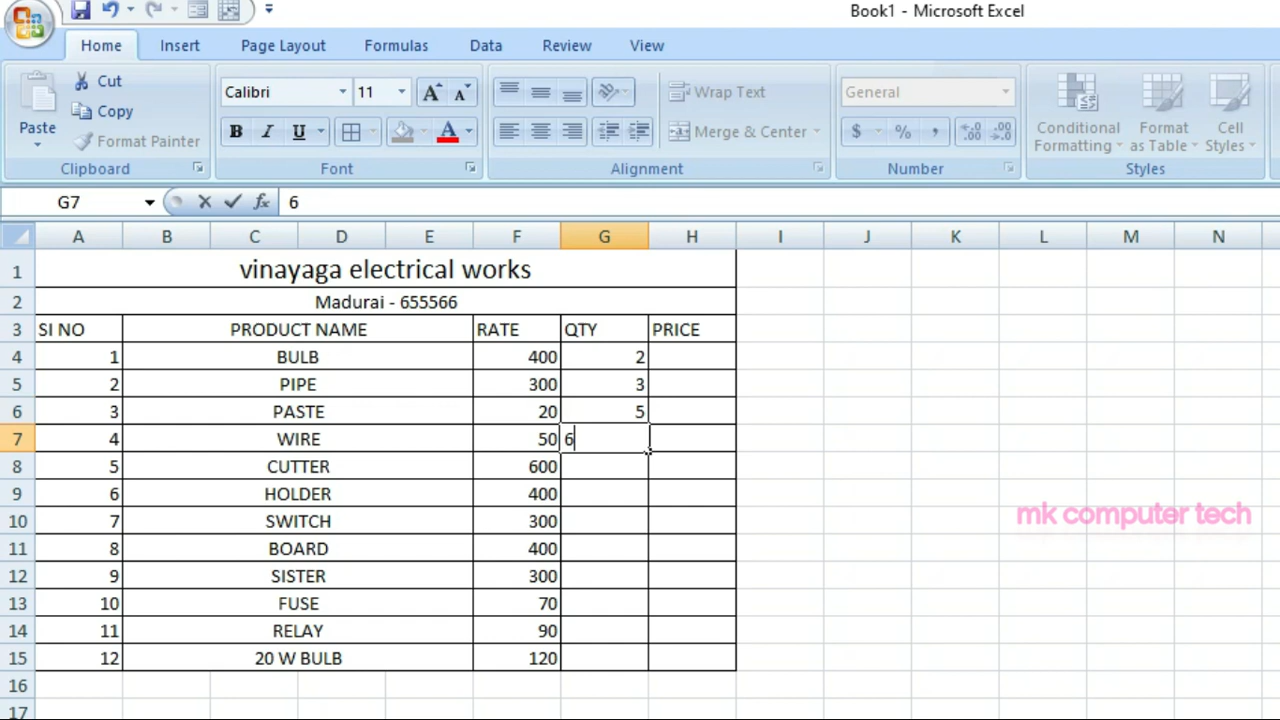 Book1 - Microsoft Excel
Home Insert Page Layout Formulas Data Review View
Cut
Calibri 11
Wrap Text
General
Copy
Paste
Format Painter
B I U
A
Merge & Center
$ % ,
Conditional Formatting
Format as Table
Cell Styles
Clipboard Font Alignment Number Styles
G7 fx 6
A B C D E F G H I J K L M N
1 vinayaga electrical works
2 Madurai - 655566
3 SI NO PRODUCT NAME RATE QTY PRICE
4 1 BULB 400 2
5 2 PIPE 300 3
6 3 PASTE 20 5
7 4 WIRE 50 6
8 5 CUTTER 600
9 6 HOLDER 400
10 7 SWITCH 300
11 8 BOARD 400
12 9 SISTER 300
13 10 FUSE 70
14 11 RELAY 90
15 12 20 W BULB 120
16
17
mk computer tech